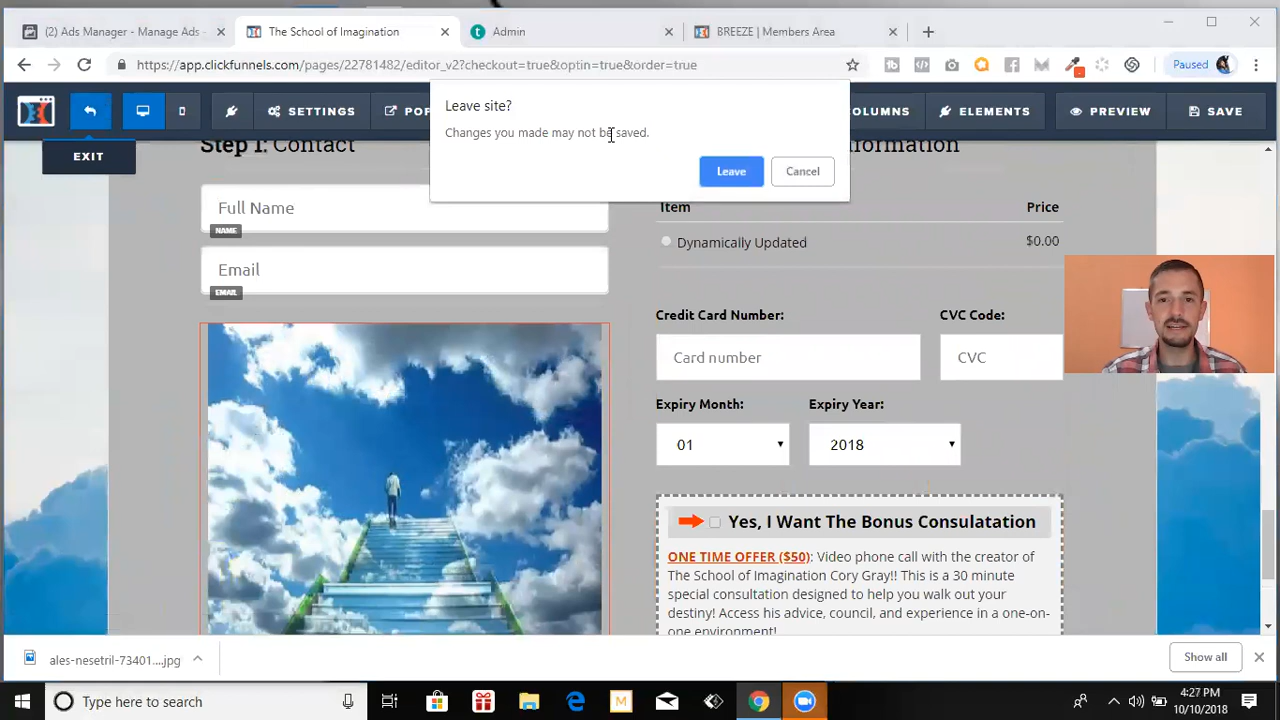 (2) Ads Manager - Manage Ads -
The School of Imagination
Admin
BREEZE | Members Area
https://app.clickfunnels.com/pages/22781482/editor_v2?checkout=true&optin=true&order=true
Paused
SETTINGS
POP
COLUMNS
ELEMENTS
PREVIEW
SAVE
EXIT
Leave site?
Changes you made may not be saved.
Leave
Cancel
Step 1: Contact
Information
Full Name
NAME
Email
EMAIL
Item
Price
Dynamically Updated
$0.00
Credit Card Number:
CVC Code:
Card number
CVC
Expiry Month:
Expiry Year:
01
2018
Yes, I Want The Bonus Consulatation
ONE TIME OFFER ($50): Video phone call with the creator of
The School of Imagination Cory Gray!! This is a 30 minute
special consultation designed to help you walk out your
destiny! Access his advice, council, and experience in a one-on-
one environment!
ales-nesetril-73401....jpg
Show all
Type here to search
4:27 PM
10/10/2018